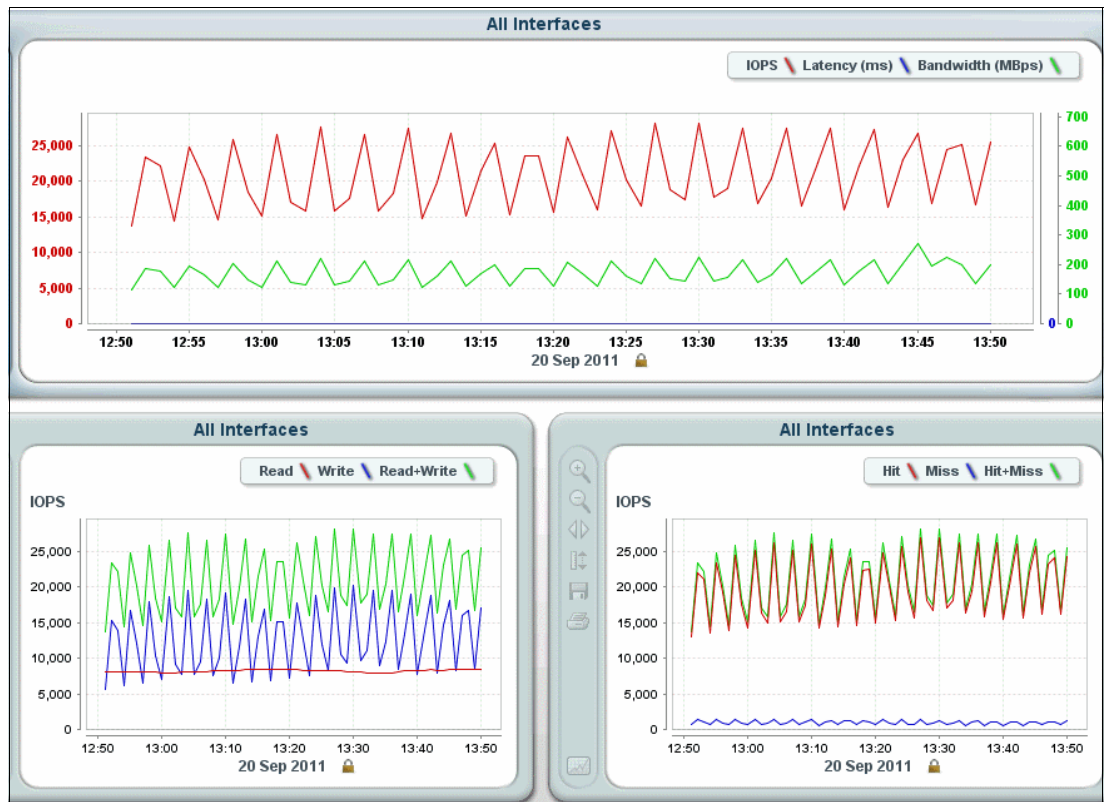 All Interfaces
IOPS Latency (ms) Bandwidth (MBps)
700
25,000 600
20,000 500
15,000 400
10,000 300
200
5,000 100
0 0 0
12:50 12:55 13:00 13:05 13:10 13:15 13:20 13:25 13:30 13:35 13:40 13:45 13:50
20 Sep 2011
All Interfaces
Read Write Read+Write
IOPS
25,000
20,000
15,000
10,000
5,000
0
12:50 13:00 13:10 13:20 13:30 13:40 13:50
20 Sep 2011
All Interfaces
Hit Miss Hit+Miss
IOPS
25,000
20,000
15,000
10,000
5,000
0
12:50 13:00 13:10 13:20 13:30 13:40 13:50
20 Sep 2011